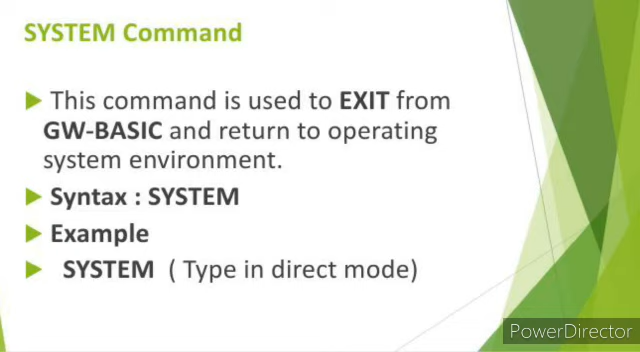 SYSTEM Command
This command is used to EXIT from
GW-BASIC and return to operating
system environment.
Syntax : SYSTEM
Example
SYSTEM ( Type in direct mode)
PowerDirector